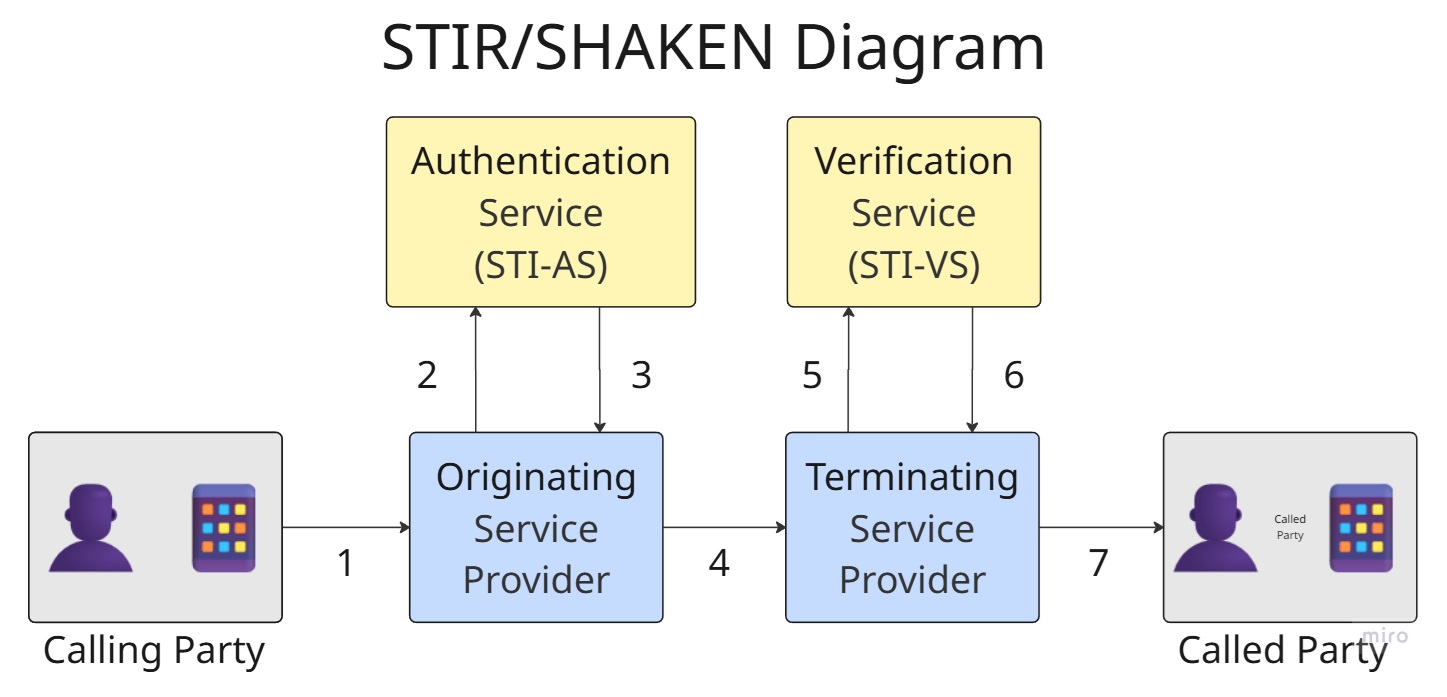 STIR/SHAKEN Diagram
Authentication
Service
(STI-AS)
Verification
Service
(STI-VS)
2
3
5
6
Originating
Service
Provider
Terminating
Service
Provider
Called
Party
1
4
7
Calling Party
Called Party
miro